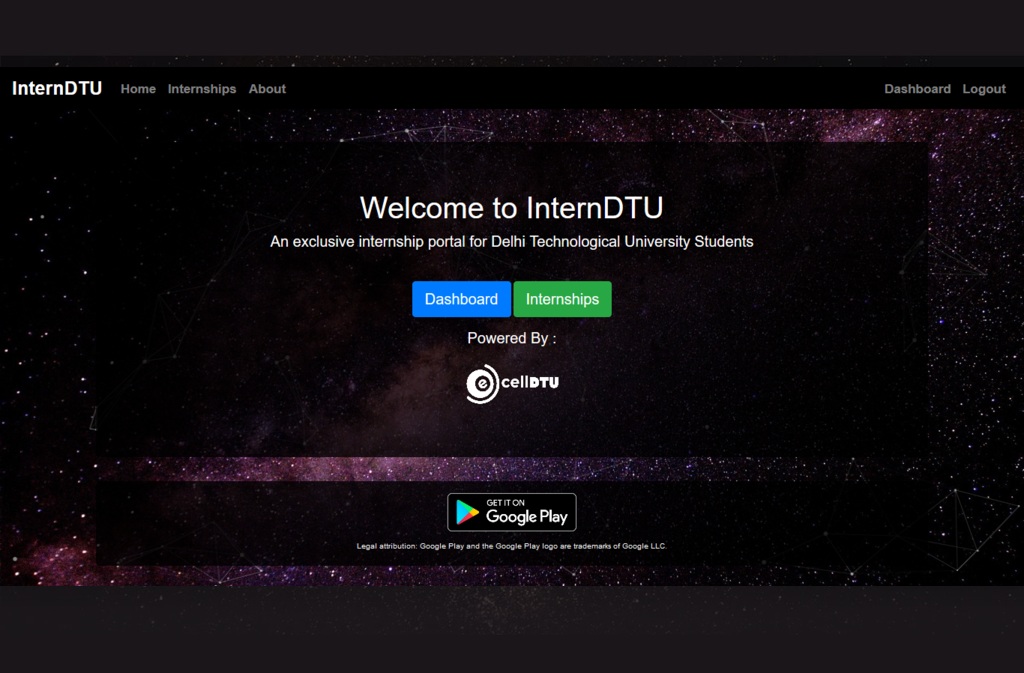 InternDTU Home Internships About Dashboard Logout
Welcome to InternDTU
An exclusive internship portal for Delhi Technological University Students
Dashboard Internships
Powered By :
e cellDTU
GET IT ON
Google Play
Legal attribution: Google Play and the Google Play logo are trademarks of Google LLC.